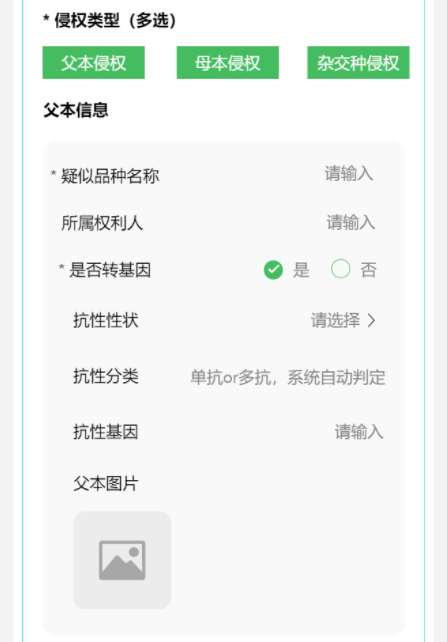 * 侵权类型（多选）
父本侵权 母本侵权 杂交种侵权
父本信息
* 疑似品种名称 请输入
所属权利人 请输入
* 是否转基因 是 否
抗性性状 请选择 >
抗性分类 单抗or多抗，系统自动判定
抗性基因 请输入
父本图片